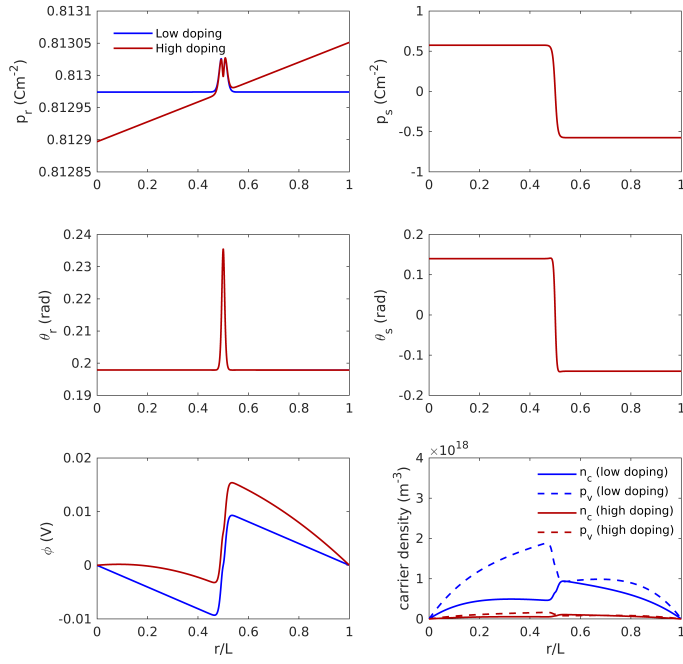 0.8131
0.81305
0.813
0.81295
0.8129
0.81285
p_r (Cm^-2)
Low doping
High doping
0 0.2 0.4 0.6 0.8 1
1
0.5
0
-0.5
-1
p_s (Cm^-2)
0 0.2 0.4 0.6 0.8 1
0.24
0.23
0.22
0.21
0.2
0.19
θ_r (rad)
0 0.2 0.4 0.6 0.8 1
0.2
0.1
0
-0.1
-0.2
θ_s (rad)
0 0.2 0.4 0.6 0.8 1
0.02
0.01
0
-0.01
ϕ (V)
0 0.2 0.4 0.6 0.8 1
r/L
×10^18
4
3
2
1
0
carrier density (m^-3)
n_c (low doping)
p_v (low doping)
n_c (high doping)
p_v (high doping)
0 0.2 0.4 0.6 0.8 1
r/L